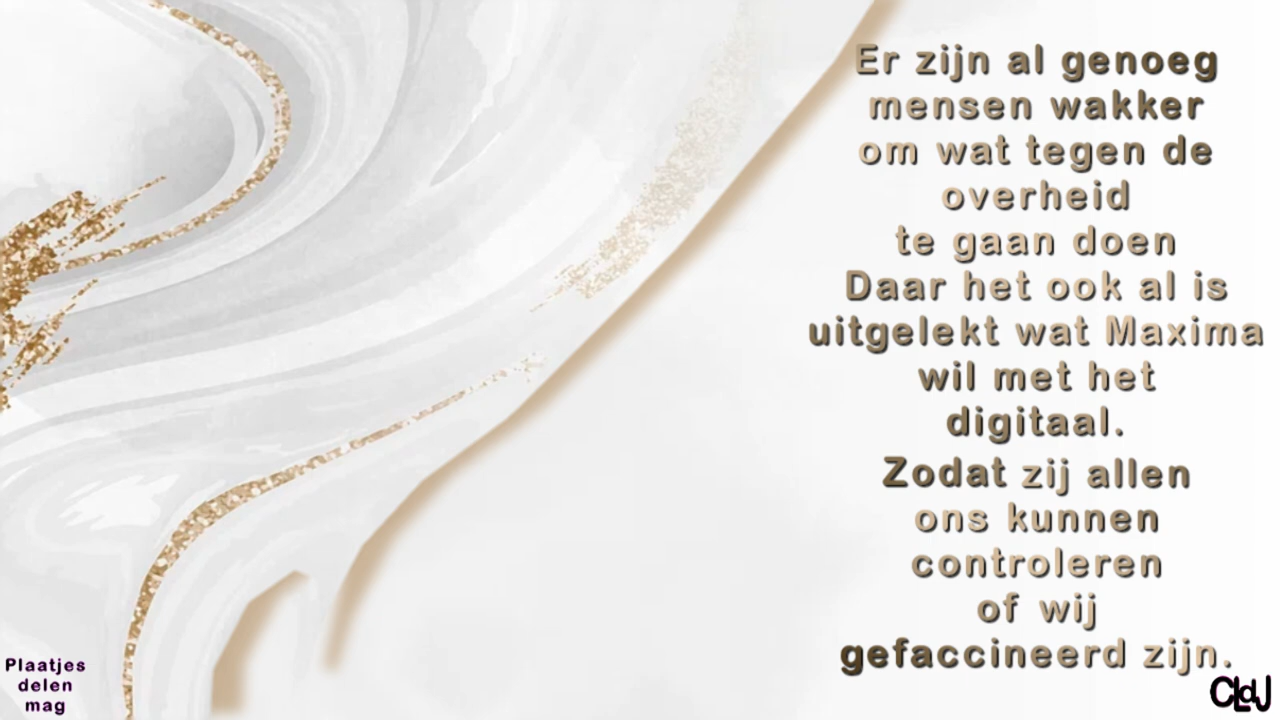 Er zijn al genoeg
mensen wakker
om wat tegen de
overheid
te gaan doen
Daar het ook al is
uitgelekt wat Maxima
wil met het
digitaal.
Zodat zij allen
ons kunnen
controleren
of wij
gefaccineerd zijn.
Plaatjes
delen
mag
CLdJ